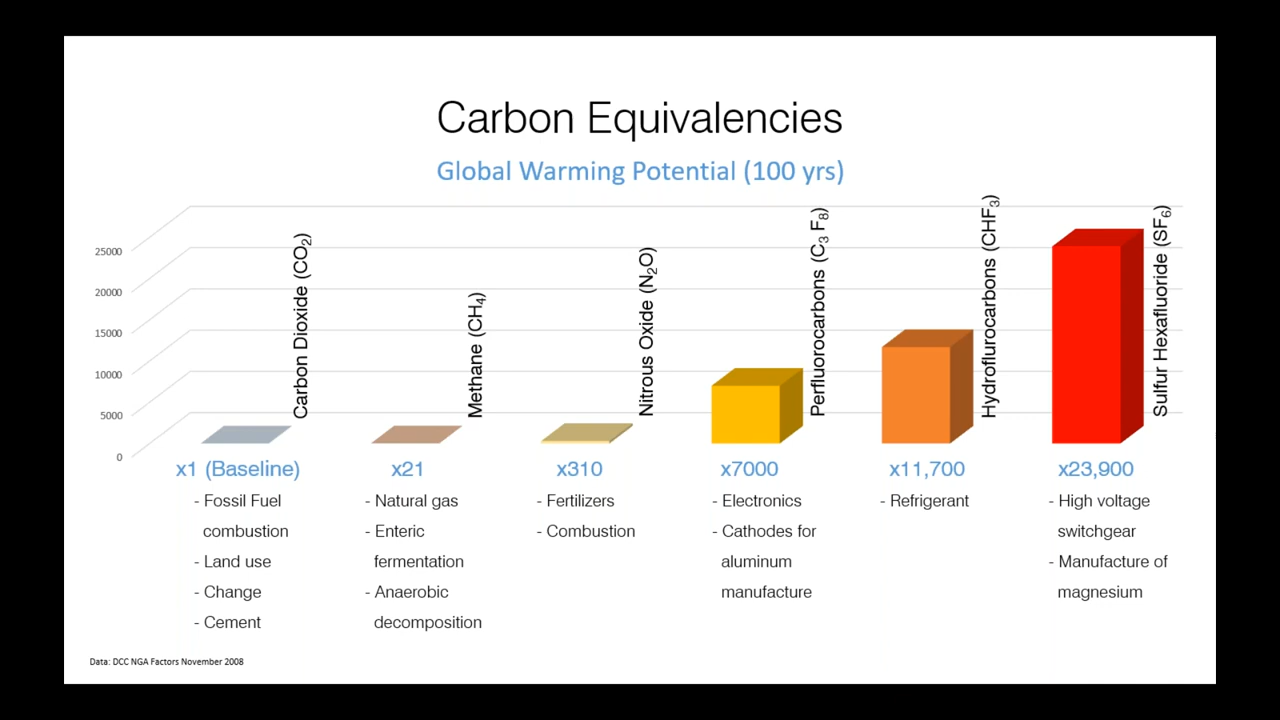 Carbon Equivalencies
Global Warming Potential (100 yrs)
25000
20000
15000
10000
5000
0
Carbon Dioxide (CO₂)
Methane (CH₄)
Nitrous Oxide (N₂O)
Perfluorocarbons (C₃ F₈)
Hydroflurocarbons (CHF₃)
Sulfur Hexafluoride (SF₆)
x1 (Baseline)
- Fossil Fuel
combustion
- Land use
- Change
- Cement
x21
- Natural gas
- Enteric
fermentation
- Anaerobic
decomposition
x310
- Fertilizers
- Combustion
x7000
- Electronics
- Cathodes for
aluminum
manufacture
x11,700
- Refrigerant
x23,900
- High voltage
switchgear
- Manufacture of
magnesium
Data: DCC NGA Factors November 2008